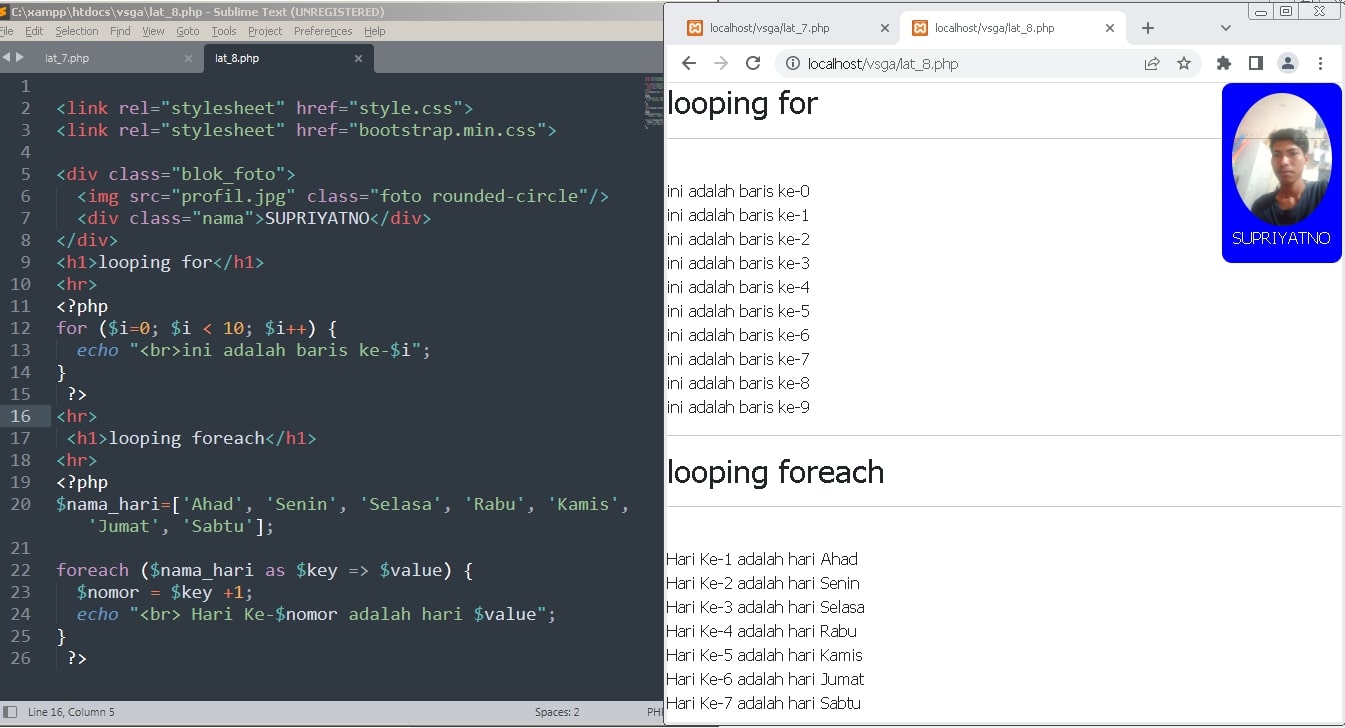 C:\xampp\htdocs\vsga\lat_8.php - Sublime Text (UNREGISTERED)
File Edit Selection Find View Goto Tools Project Preferences Help
lat_7.php × lat_8.php ×
1
2 <link rel="stylesheet" href="style.css">
3 <link rel="stylesheet" href="bootstrap.min.css">
4
5 <div class="blok_foto">
6 <img src="profil.jpg" class="foto rounded-circle"/>
7 <div class="nama">SUPRIYATNO</div>
8 </div>
9 <h1>looping for</h1>
10 <hr>
11 <?php
12 for ($i=0; $i < 10; $i++) {
13 echo "<br>ini adalah baris ke-$i";
14 }
15 ?>
16 <hr>
17 <h1>looping foreach</h1>
18 <hr>
19 <?php
20 $nama_hari=['Ahad', 'Senin', 'Selasa', 'Rabu', 'Kamis',
'Jumat', 'Sabtu'];
21
22 foreach ($nama_hari as $key => $value) {
23 $nomor = $key +1;
24 echo "<br> Hari Ke-$nomor adalah hari $value";
25 }
26 ?>
Line 16, Column 5
Spaces: 2
PH
localhost/vsga/lat_7.php
localhost/vsga/lat_8.php
localhost/vsga/lat_8.php
looping for
SUPRIYATNO
ini adalah baris ke-0
ini adalah baris ke-1
ini adalah baris ke-2
ini adalah baris ke-3
ini adalah baris ke-4
ini adalah baris ke-5
ini adalah baris ke-6
ini adalah baris ke-7
ini adalah baris ke-8
ini adalah baris ke-9
looping foreach
Hari Ke-1 adalah hari Ahad
Hari Ke-2 adalah hari Senin
Hari Ke-3 adalah hari Selasa
Hari Ke-4 adalah hari Rabu
Hari Ke-5 adalah hari Kamis
Hari Ke-6 adalah hari Jumat
Hari Ke-7 adalah hari Sabtu